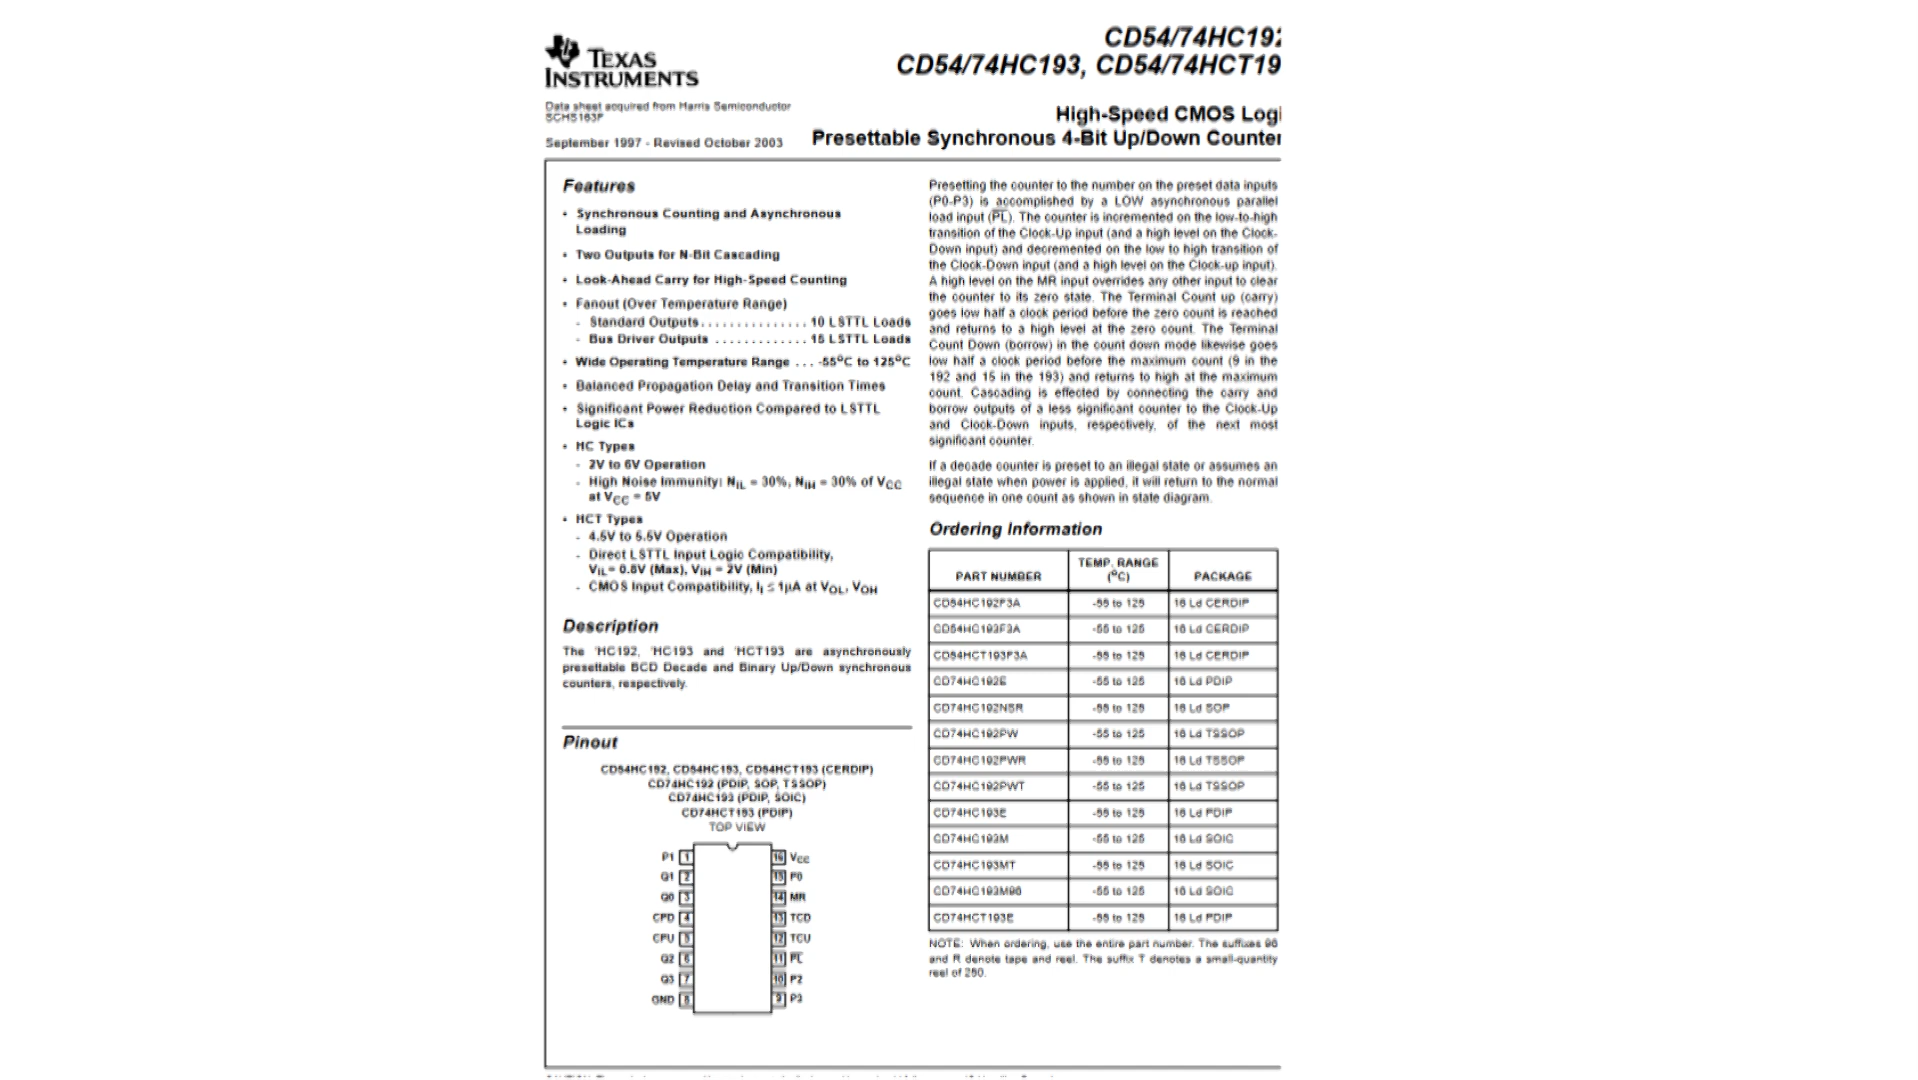 TEXAS
INSTRUMENTS
CD54/74HC192
CD54/74HC193, CD54/74HCT19
Data sheet acquired from Harris Semiconductor
SCHS163F
High-Speed CMOS Logi
September 1997 - Revised October 2003
Presettable Synchronous 4-Bit Up/Down Counter
Features
• Synchronous Counting and Asynchronous
Loading
• Two Outputs for N-Bit Cascading
• Look-Ahead Carry for High-Speed Counting
• Fanout (Over Temperature Range)
- Standard Outputs . . . . . . . . . . . . . . . 10 LSTTL Loads
- Bus Driver Outputs . . . . . . . . . . . . . 15 LSTTL Loads
• Wide Operating Temperature Range . . . -55°C to 125°C
• Balanced Propagation Delay and Transition Times
• Significant Power Reduction Compared to LSTTL
Logic ICs
• HC Types
- 2V to 6V Operation
- High Noise Immunity: NIL = 30%, NIH = 30% of VCC
at VCC = 5V
• HCT Types
- 4.5V to 5.5V Operation
- Direct LSTTL Input Logic Compatibility,
VIL= 0.8V (Max), VIH = 2V (Min)
- CMOS Input Compatibility, Il ≤ 1µA at VOL, VOH
Description
The 'HC192, 'HC193 and 'HCT193 are asynchronously
presettable BCD Decade and Binary Up/Down synchronous
counters, respectively.
Pinout
CD54HC192, CD54HC193, CD54HCT193 (CERDIP)
CD74HC192 (PDIP, SOP, TSSOP)
CD74HC193 (PDIP, SOIC)
CD74HCT193 (PDIP)
TOP VIEW
P1 1 16 VCC
Q1 2 15 P0
Q0 3 14 MR
CPD 4 13 TCD
CPU 5 12 TCU
Q2 6 11 PL
Q3 7 10 P2
GND 8 9 P3
Presetting the counter to the number on the preset data inputs
(P0-P3) is accomplished by a LOW asynchronous parallel
load input (PL). The counter is incremented on the low-to-high
transition of the Clock-Up input (and a high level on the Clock-
Down input) and decremented on the low to high transition of
the Clock-Down input (and a high level on the Clock-up input).
A high level on the MR input overrides any other input to clear
the counter to its zero state. The Terminal Count up (carry)
goes low half a clock period before the zero count is reached
and returns to a high level at the zero count. The Terminal
Count Down (borrow) in the count down mode likewise goes
low half a clock period before the maximum count (9 in the
192 and 15 in the 193) and returns to high at the maximum
count. Cascading is effected by connecting the carry and
borrow outputs of a less significant counter to the Clock-Up
and Clock-Down inputs, respectively, of the next most
significant counter.
If a decade counter is preset to an illegal state or assumes an
illegal state when power is applied, it will return to the normal
sequence in one count as shown in state diagram.
Ordering Information
PART NUMBER TEMP. RANGE (°C) PACKAGE
CD54HC192F3A -55 to 125 16 Ld CERDIP
CD54HC193F3A -55 to 125 16 Ld CERDIP
CD54HCT193F3A -55 to 125 16 Ld CERDIP
CD74HC192E -55 to 125 16 Ld PDIP
CD74HC192NSR -55 to 125 16 Ld SOP
CD74HC192PW -55 to 125 16 Ld TSSOP
CD74HC192PWR -55 to 125 16 Ld TSSOP
CD74HC192PWT -55 to 125 16 Ld TSSOP
CD74HC193E -55 to 125 16 Ld PDIP
CD74HC193M -55 to 125 16 Ld SOIC
CD74HC193MT -55 to 125 16 Ld SOIC
CD74HC193M96 -55 to 125 16 Ld SOIC
CD74HCT193E -55 to 125 16 Ld PDIP
NOTE: When ordering, use the entire part number. The suffixes 96
and R denote tape and reel. The suffix T denotes a small-quantity
reel of 250.